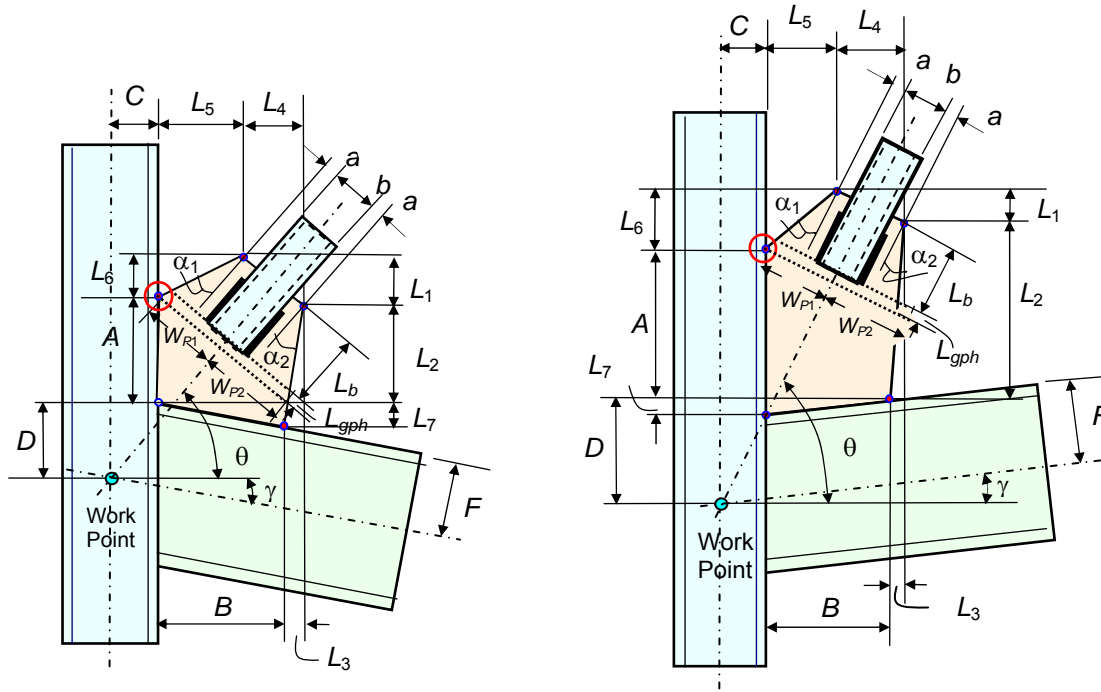 C
L5
L4
a
b
a
L6
α1
A
WP1
α2
L1
L2
WP2
Lb
Lgph
L7
D
θ
γ
F
Work
Point
B
L3
C
L5
L4
a
b
a
L6
α1
L1
α2
A
WP1
Lb
L2
WP2
Lgph
L7
D
θ
F
γ
Work
Point
B
L3